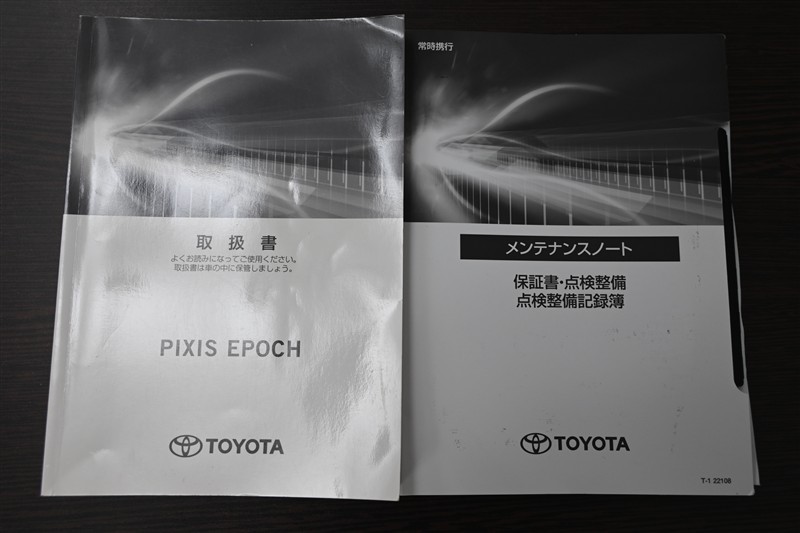 取扱書
よくお読みになってご使用ください。
取扱書は車の中に保管しましょう。
PIXIS EPOCH
TOYOTA
常時携行
メンテナンスノート
保証書・点検整備
点検整備記録簿
TOYOTA
T-1 22108